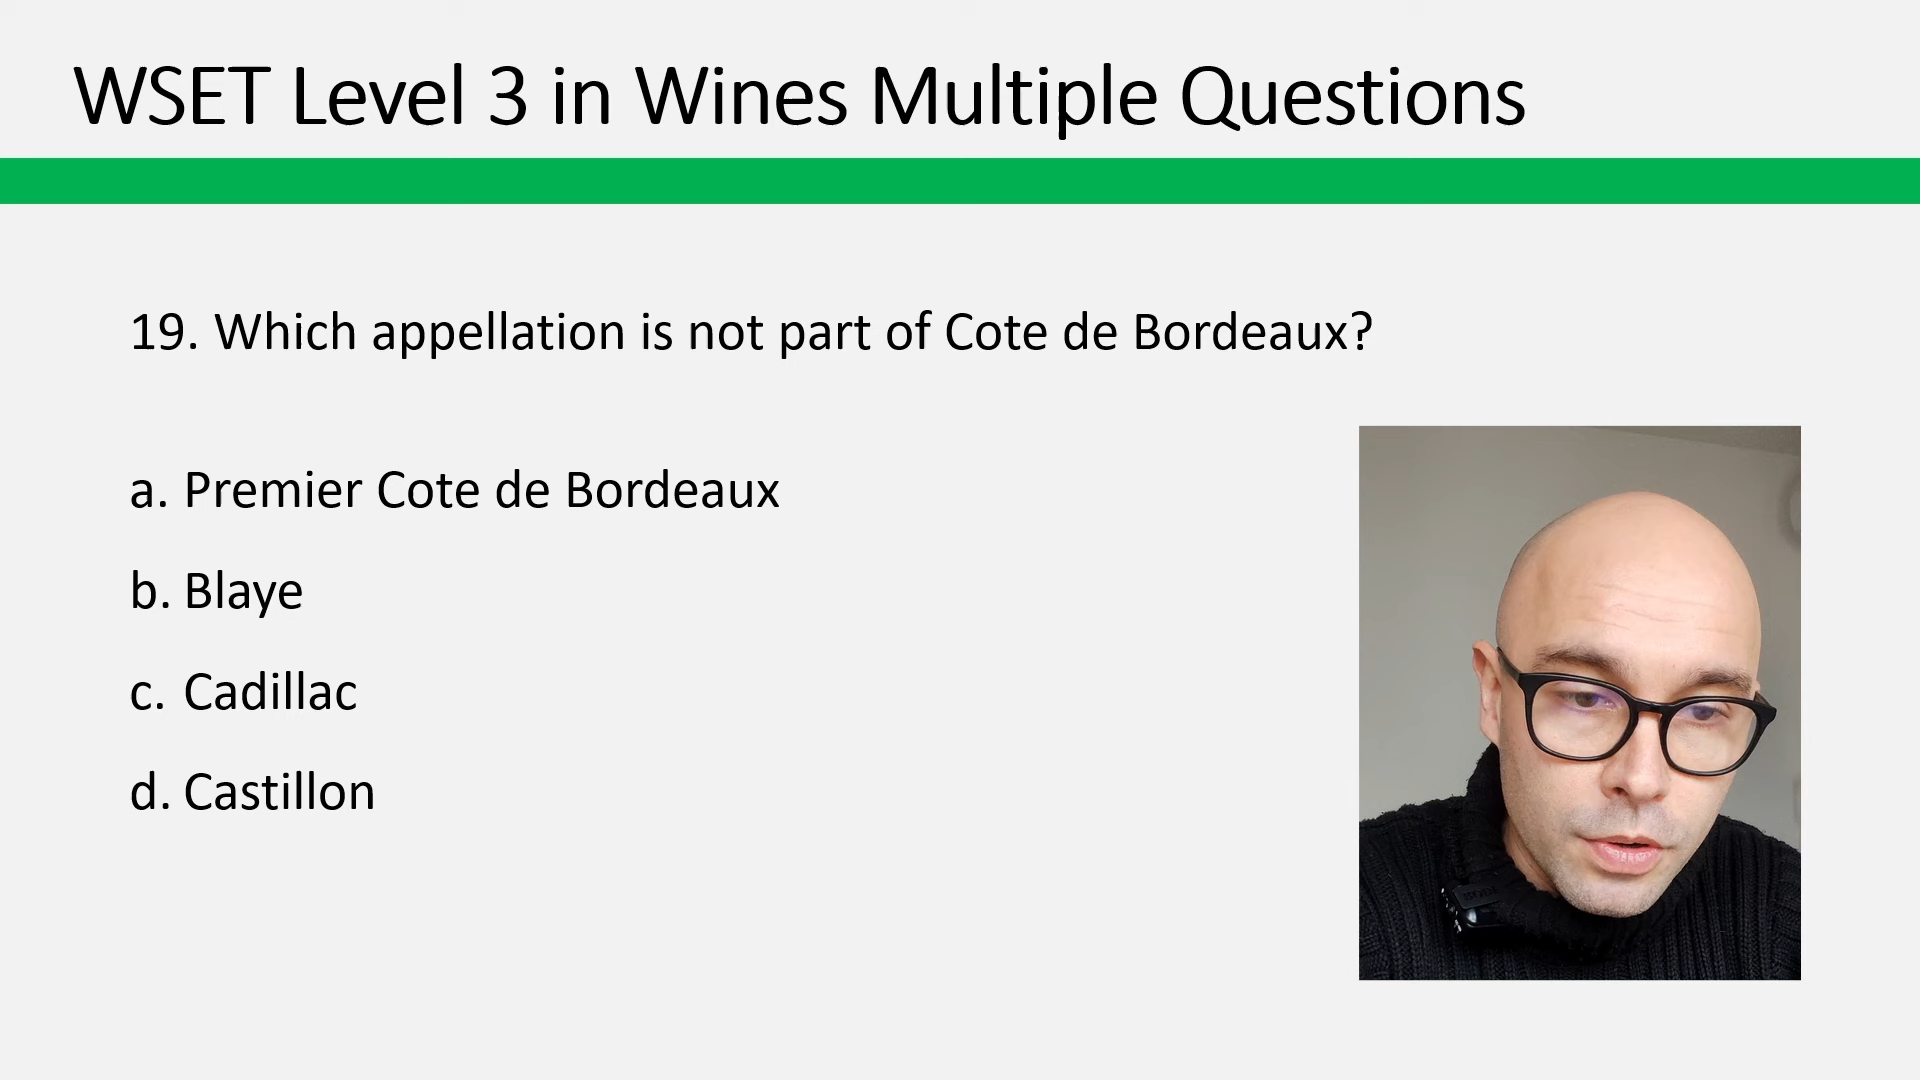 WSET Level 3 in Wines Multiple Questions
19. Which appellation is not part of Cote de Bordeaux?
a. Premier Cote de Bordeaux
b. Blaye
c. Cadillac
d. Castillon